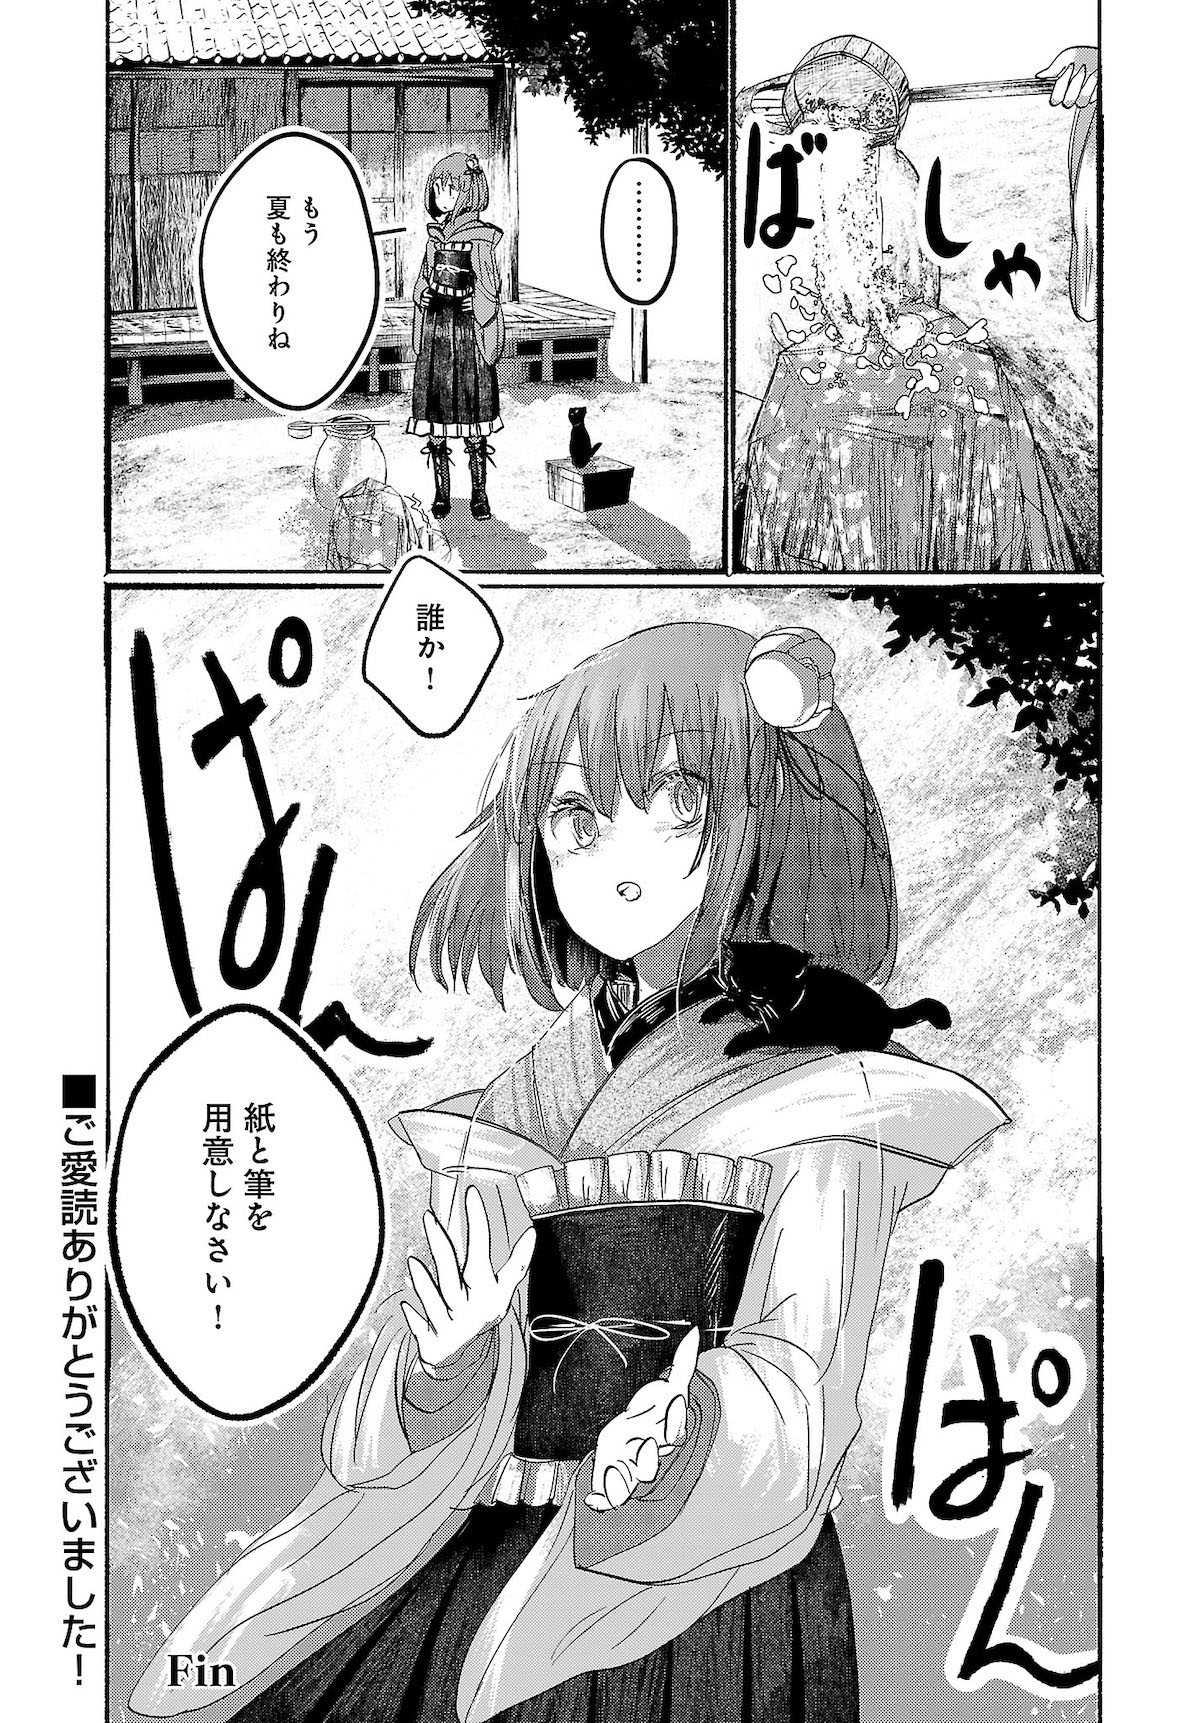 ばしゃ
………
もう
夏も終わりね
誰か！
ぱん
紙と筆を
用意しなさい！
ぱん
Fin
■ご愛読ありがとうございました！